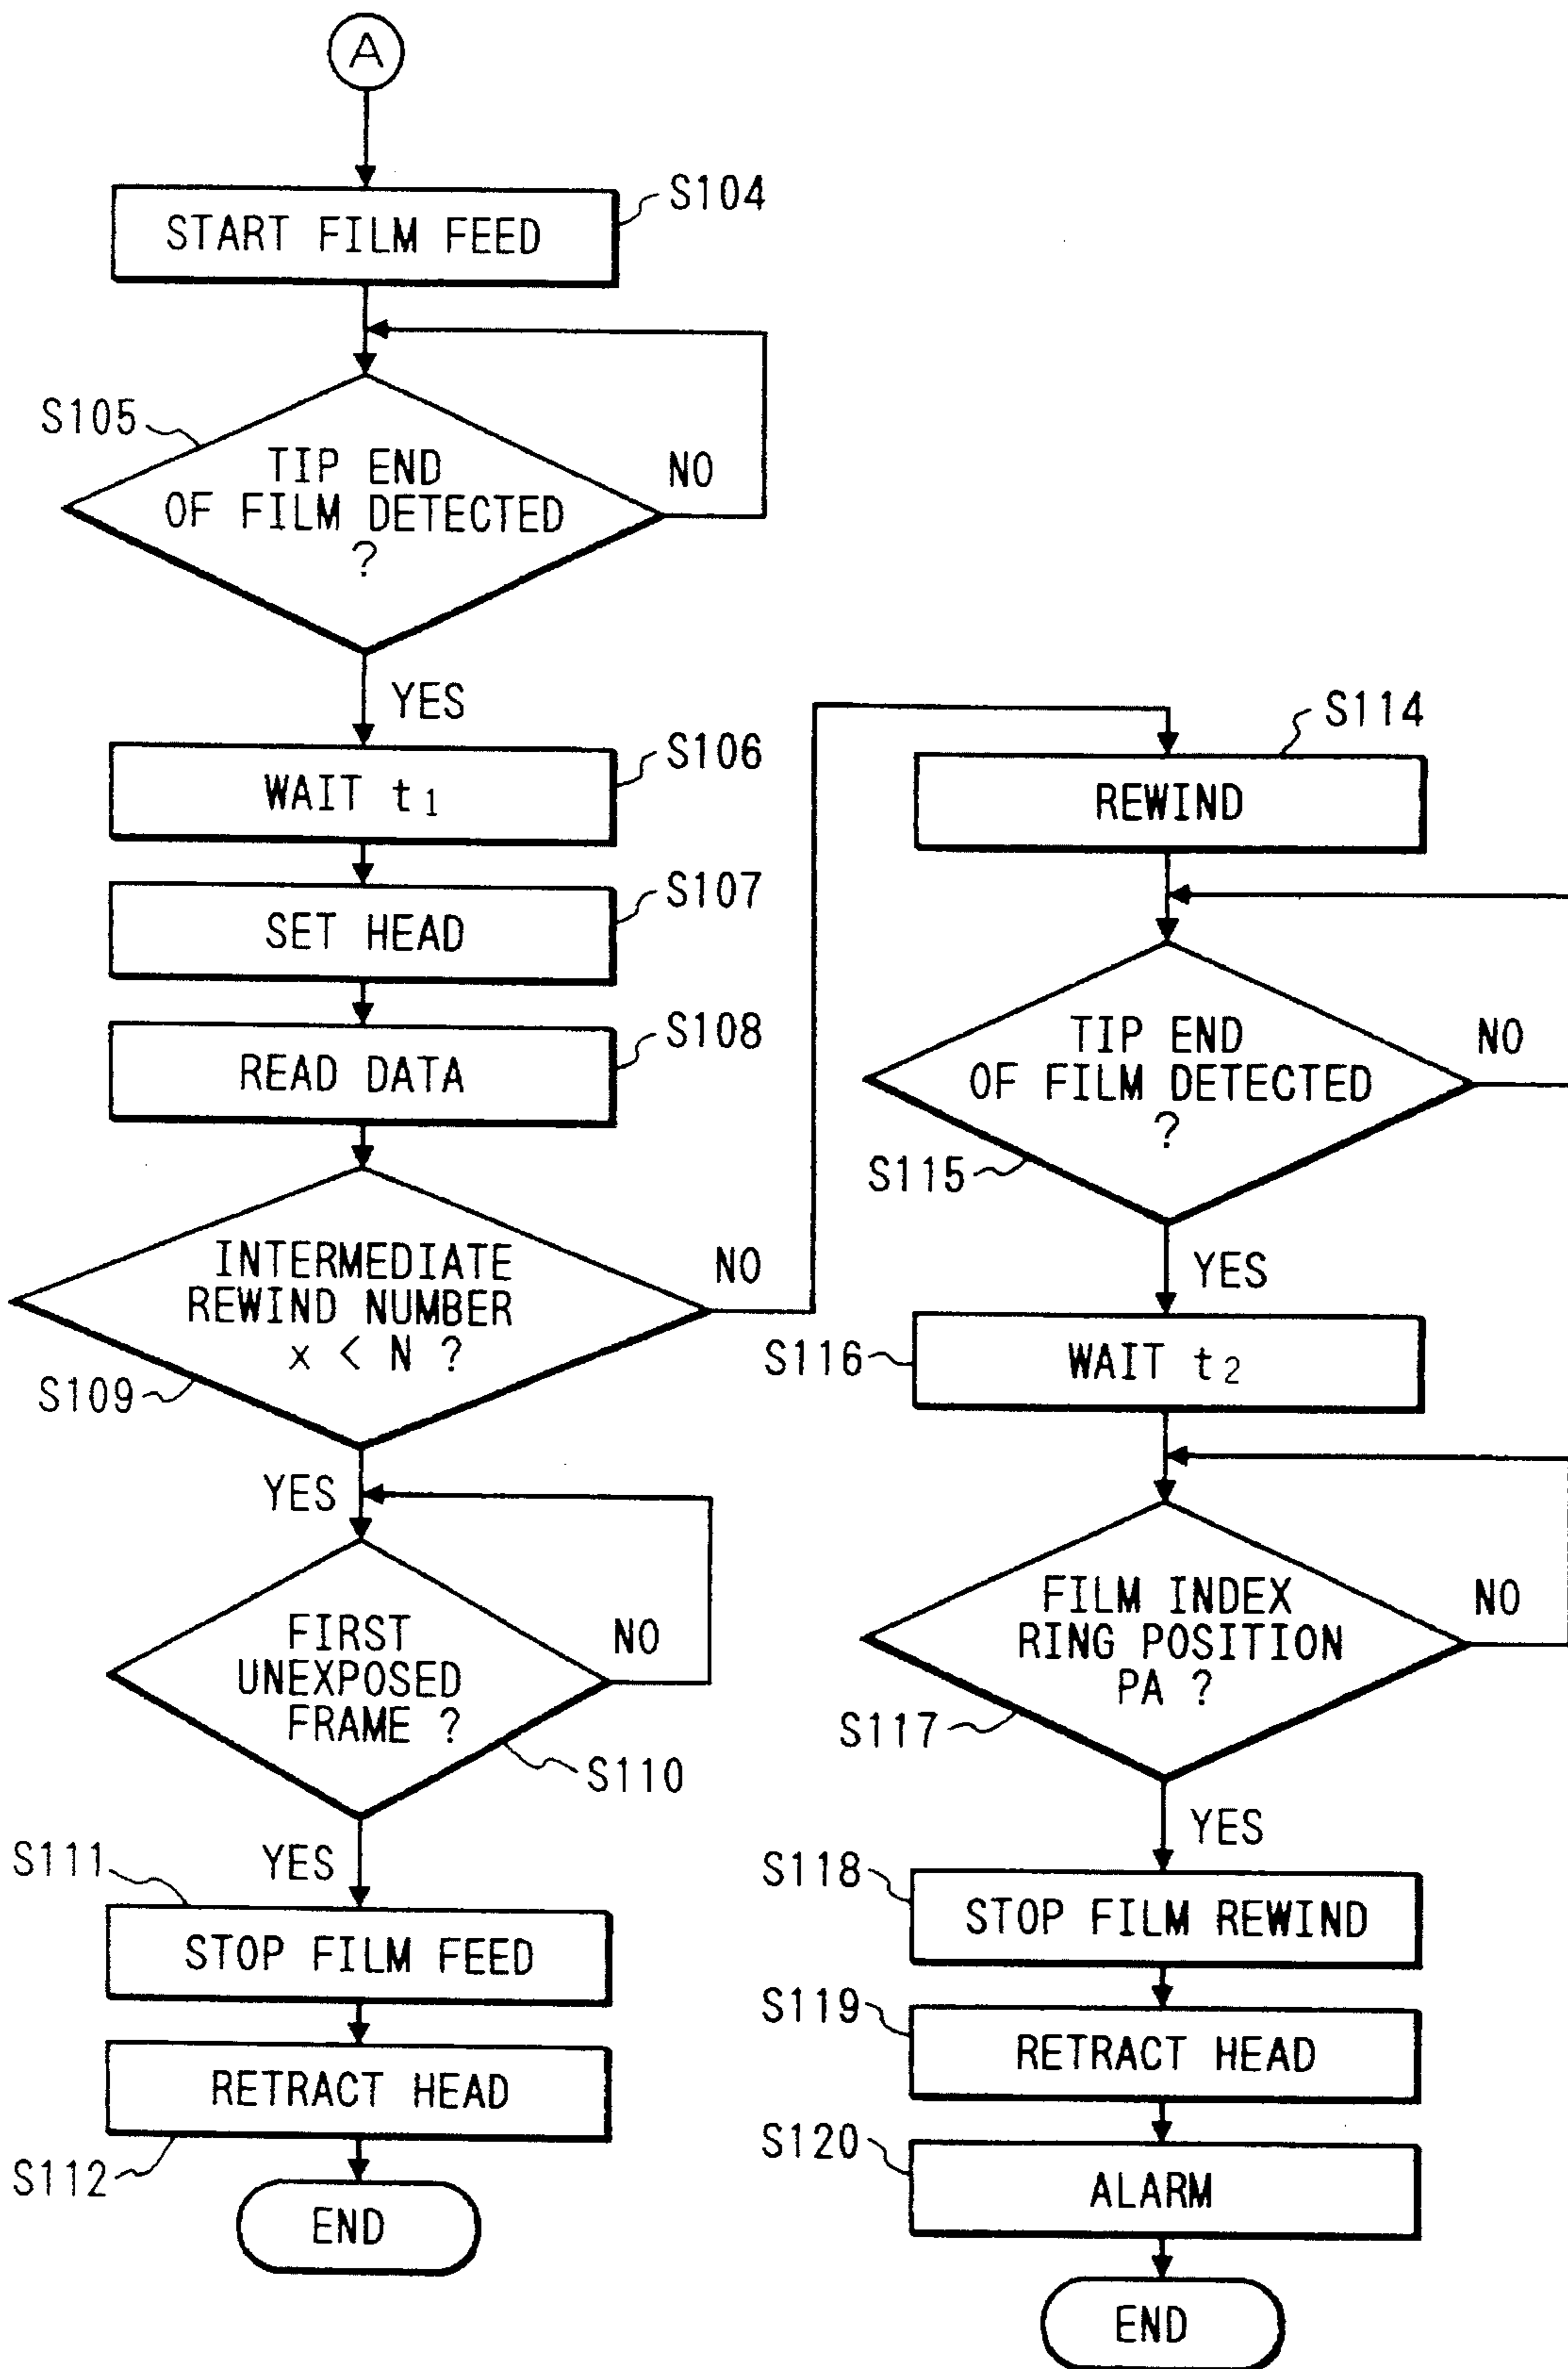 A
S104
START FILM FEED
S105
TIP END
OF FILM DETECTED
?
NO
YES
S106
WAIT t1
S107
SET HEAD
S108
READ DATA
INTERMEDIATE
REWIND NUMBER
x < N ?
NO
S109
YES
FIRST
UNEXPOSED
FRAME ?
NO
S110
YES
S111
STOP FILM FEED
RETRACT HEAD
S112
END
S114
REWIND
TIP END
OF FILM DETECTED
?
NO
S115
YES
S116
WAIT t2
FILM INDEX
RING POSITION
PA ?
NO
S117
YES
S118
STOP FILM REWIND
S119
RETRACT HEAD
S120
ALARM
END